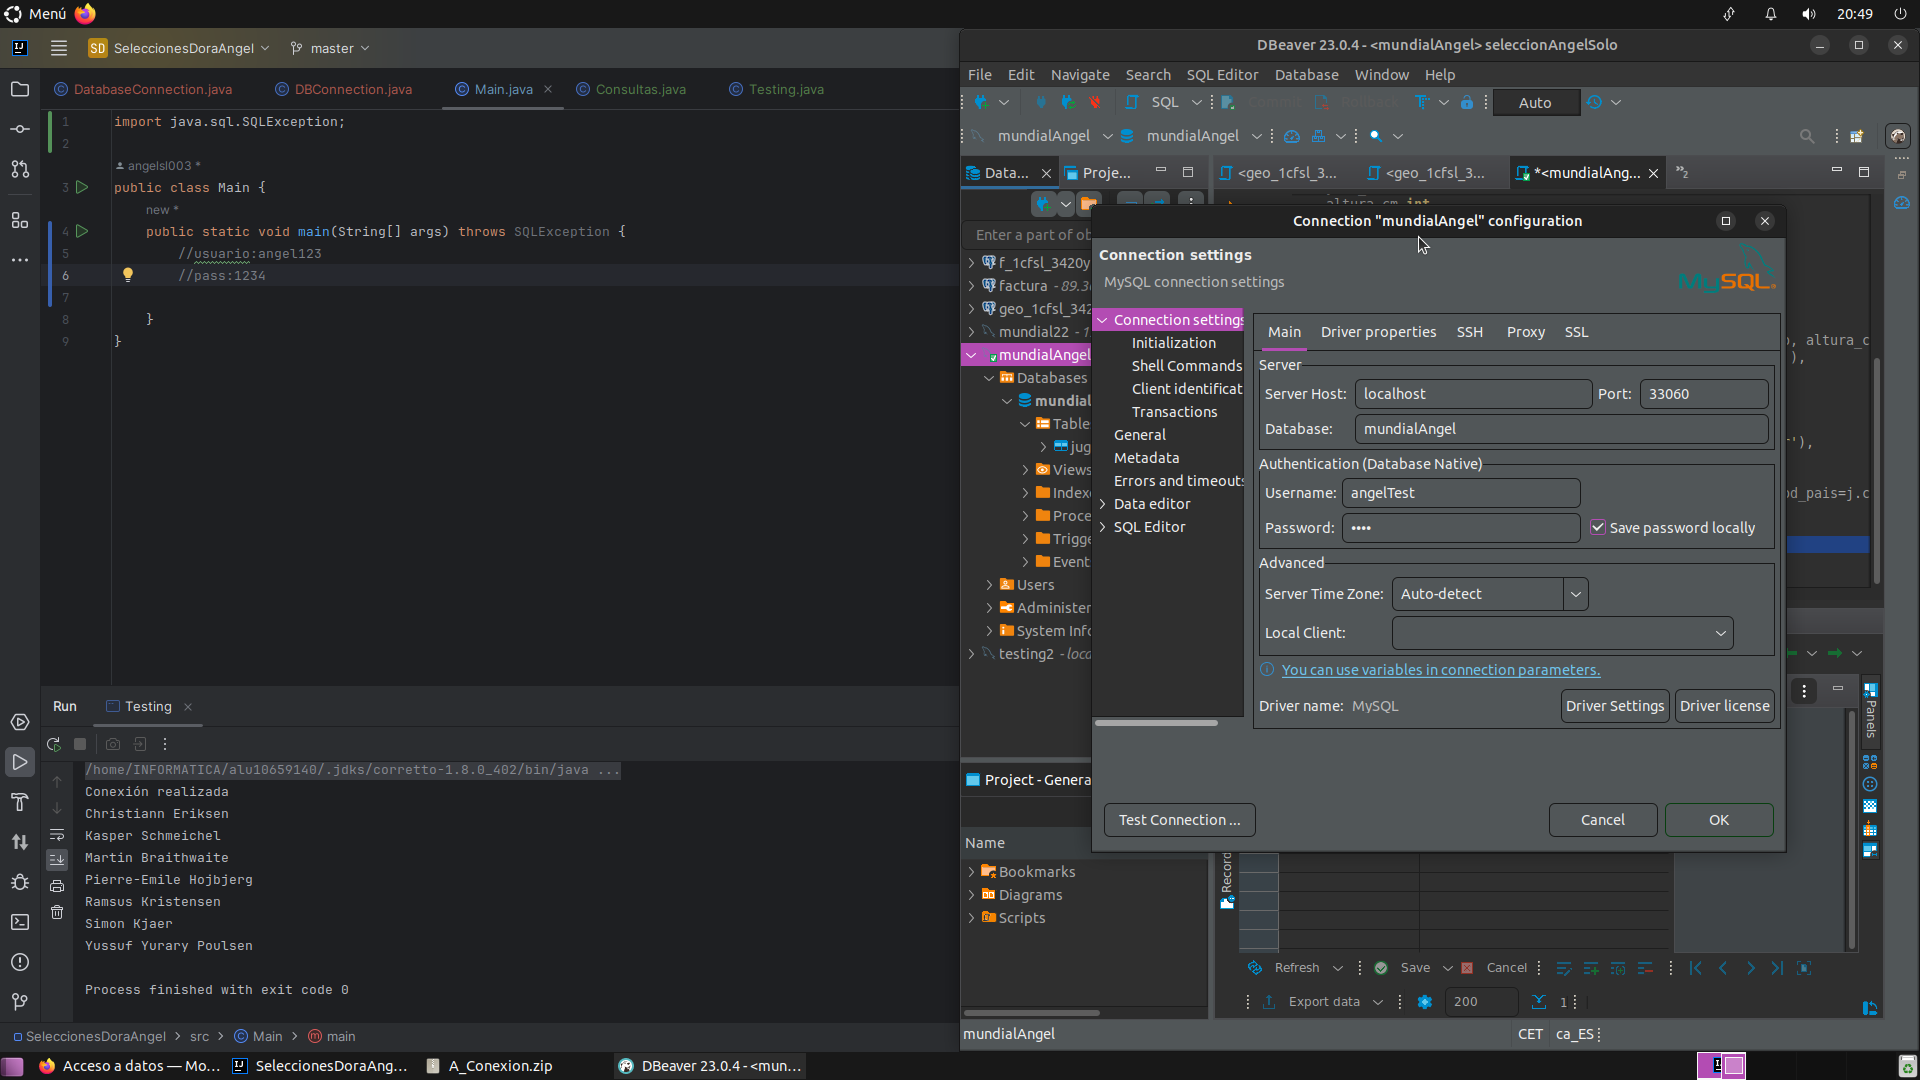 Menú
20:49
SD SeleccionesDoraAngel
master
DatabaseConnection.java
DBConnection.java
Main.java
Consultas.java
Testing.java
1 import java.sql.SQLException;
2
angelsl003 *
3 public class Main {
new *
4 public static void main(String[] args) throws SQLException {
5 //usuario:angel123
6 //pass:1234
7
8 }
9 }
Run
Testing
/home/INFORMATICA/alu10659140/.jdks/corretto-1.8.0_402/bin/java ...
Conexión realizada
Christiann Eriksen
Kasper Schmeichel
Martin Braithwaite
Pierre-Emile Hojbjerg
Ramsus Kristensen
Simon Kjaer
Yussuf Yurary Poulsen
Process finished with exit code 0
SeleccionesDoraAngel > src > Main > main
DBeaver 23.0.4 - <mundialAngel> seleccionAngelSolo
File Edit Navigate Search SQL Editor Database Window Help
SQL
Commit
Rollback
Auto
mundialAngel
mundialAngel
Data...
Proje...
<geo_1cfsl_3...
<geo_1cfsl_3...
*<mundialAng...
altura_cm int
Enter a part of ob
f_1cfsl_3420y
factura - 89.3
geo_1cfsl_342
mundial22 - 1
mundialAngel
Databases
mundial
Table
jug
Views
Indexe
Proce
Trigge
Event
Users
Administer
System Info
testing2 - loca
, altura_c
),
'),
od_pais=j.c
Connection "mundialAngel" configuration
Connection settings
MySQL connection settings
MySQL
Connection settings
Initialization
Shell Commands
Client identificat
Transactions
General
Metadata
Errors and timeouts
Data editor
SQL Editor
Main
Driver properties
SSH
Proxy
SSL
Server
Server Host: localhost
Port: 33060
Database: mundialAngel
Authentication (Database Native)
Username: angelTest
Password: ••••
Save password locally
Advanced
Server Time Zone: Auto-detect
Local Client:
You can use variables in connection parameters.
Driver name: MySQL
Driver Settings
Driver license
Test Connection ...
Cancel
OK
Panels
Project - Genera
Name
Bookmarks
Diagrams
Scripts
Record
Refresh
Save
Cancel
Export data
200
1
mundialAngel
CET
ca_ES
Acceso a datos — Mo...
SeleccionesDoraAng...
A_Conexion.zip
DBeaver 23.0.4 - <mun...